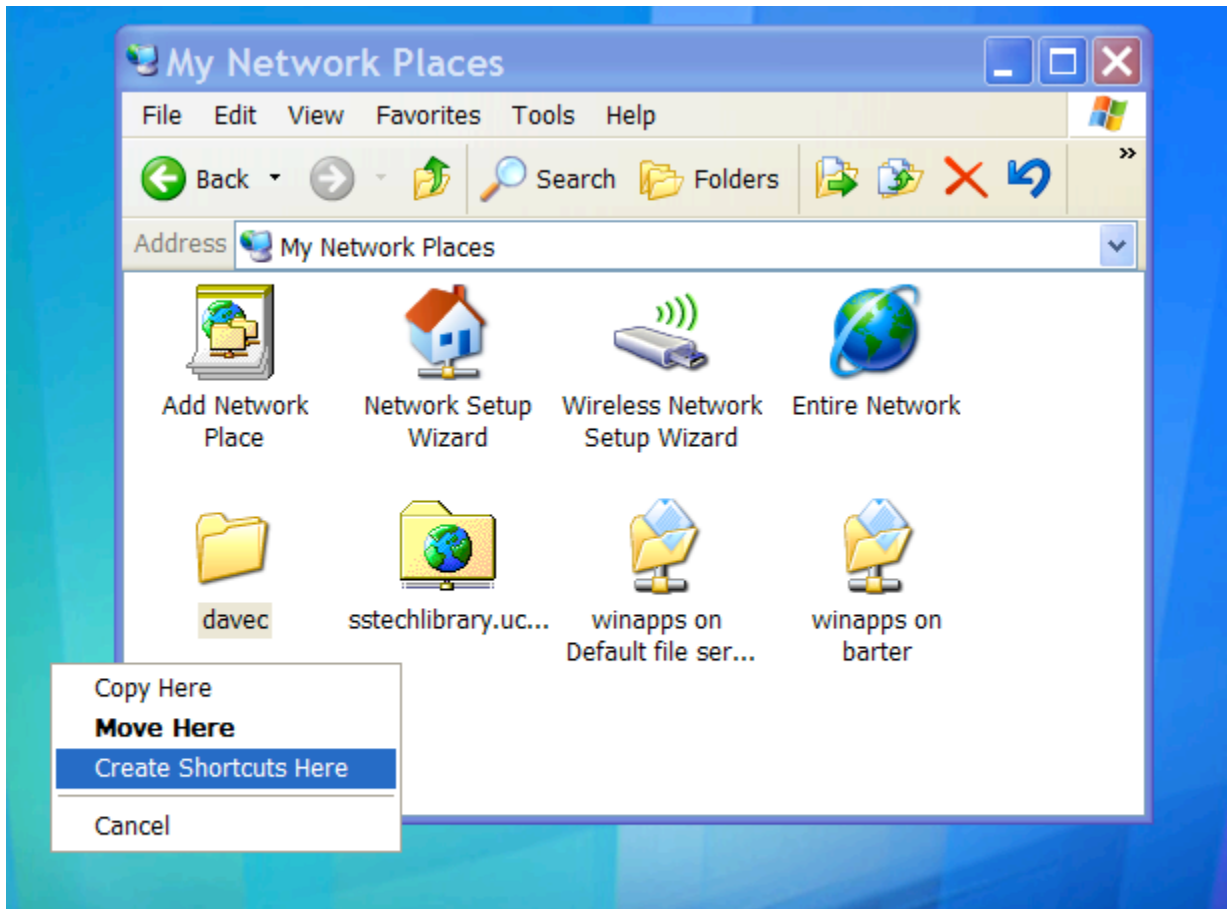 My Network Places
File Edit View Favorites Tools Help
Back Search Folders »
Address My Network Places
Add Network Place
Network Setup Wizard
Wireless Network Setup Wizard
Entire Network
davec
sstechlibrary.uc...
winapps on Default file ser...
winapps on barter
Copy Here
Move Here
Create Shortcuts Here
Cancel